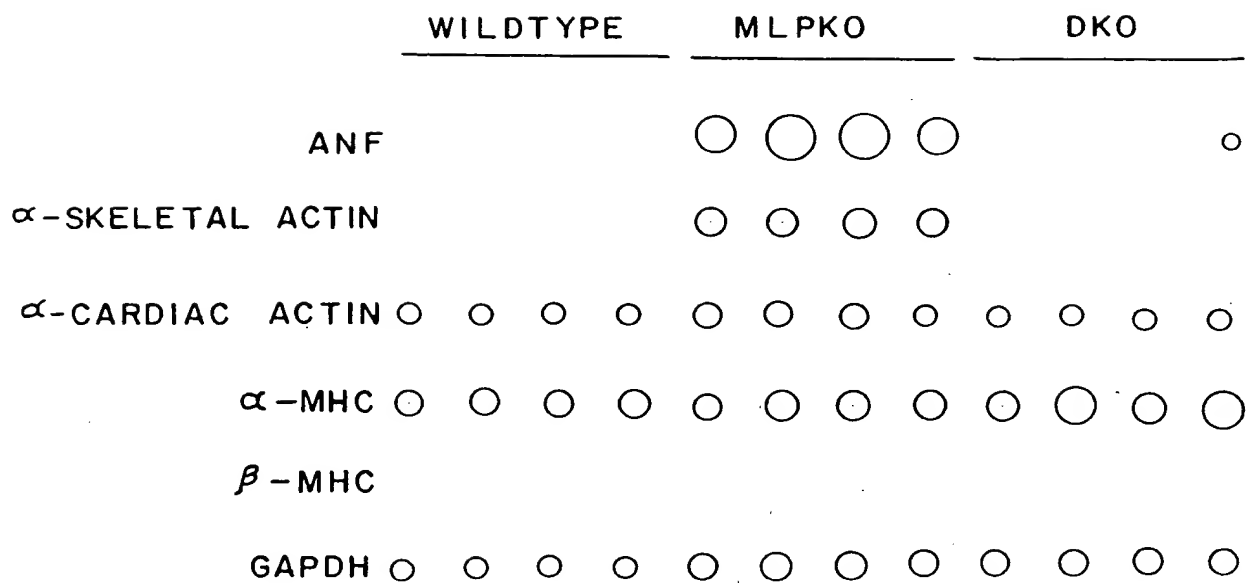 WILDTYPE MLPKO DKO
ANF
α-SKELETAL ACTIN
α-CARDIAC ACTIN
α-MHC
β-MHC
GAPDH